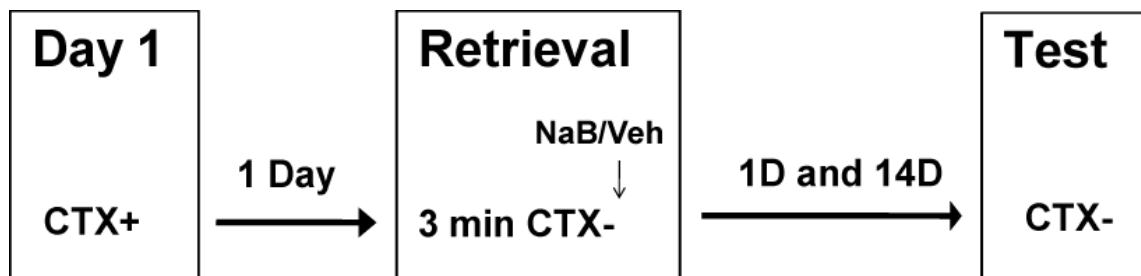 Day 1
CTX+
1 Day
Retrieval
NaB/Veh
3 min CTX-
1D and 14D
Test
CTX-